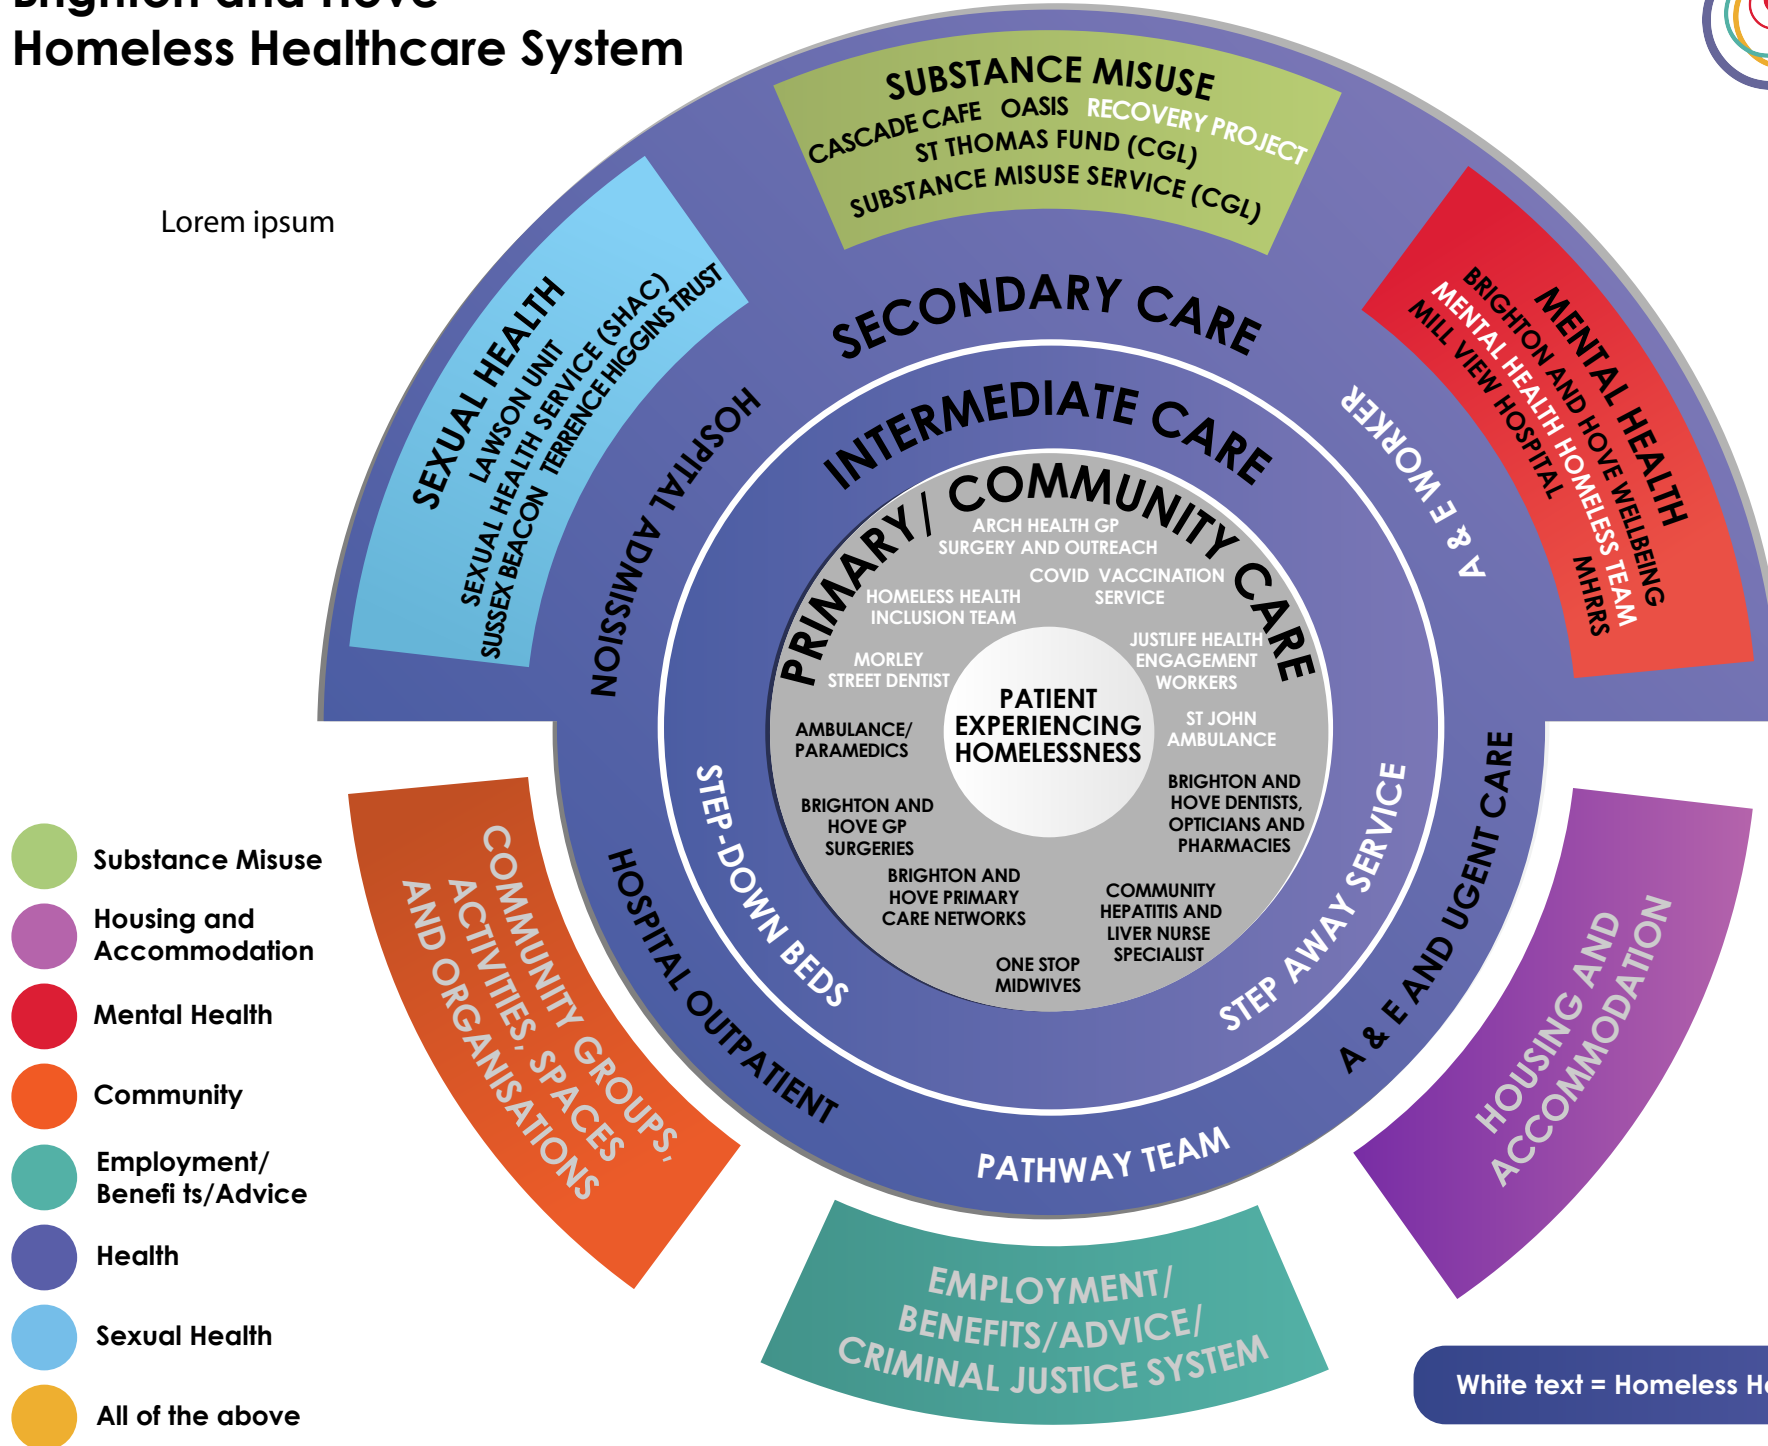 Brighton and Hove
Homeless Healthcare System
Lorem ipsum
SUBSTANCE MISUSE
CASCADE CAFE OASIS RECOVERY PROJECT
ST THOMAS FUND (CGL)
SUBSTANCE MISUSE SERVICE (CGL)
SEXUAL HEALTH
LAWSON UNIT
SEXUAL HEALTH SERVICE (SHAC)
SUSSEX BEACON TERRENCE HIGGINS TRUST
MENTAL HEALTH
BRIGHTON AND HOVE WELLBEING
MENTAL HEALTH HOMELESS TEAM
MILL VIEW HOSPITAL
MHRRS
SECONDARY CARE
HOSPITAL ADMISSION
A & E WORKER
INTERMEDIATE CARE
PRIMARY/ COMMUNITY CARE
ARCH HEALTH GP
SURGERY AND OUTREACH
COVID VACCINATION
SERVICE
HOMELESS HEALTH
INCLUSION TEAM
JUSTLIFE HEALTH
ENGAGEMENT
WORKERS
MORLEY
STREET DENTIST
PATIENT
EXPERIENCING
HOMELESSNESS
ST JOHN
AMBULANCE
AMBULANCE/
PARAMEDICS
BRIGHTON AND
HOVE DENTISTS,
OPTICIANS AND
PHARMACIES
BRIGHTON AND
HOVE GP
SURGERIES
BRIGHTON AND
HOVE PRIMARY
CARE NETWORKS
COMMUNITY
HEPATITIS AND
LIVER NURSE
SPECIALIST
ONE STOP
MIDWIVES
STEP-DOWN BEDS
STEP AWAY SERVICE
HOSPITAL OUTPATIENT
A & E AND UGENT CARE
PATHWAY TEAM
COMMUNITY GROUPS,
ACTIVITIES, SPACES
AND ORGANISATIONS
HOUSING AND
ACCOMMODATION
EMPLOYMENT/
BENEFITS/ADVICE/
CRIMINAL JUSTICE SYSTEM
Substance Misuse
Housing and
Accommodation
Mental Health
Community
Employment/
Benefi ts/Advice
Health
Sexual Health
All of the above
White text = Homeless